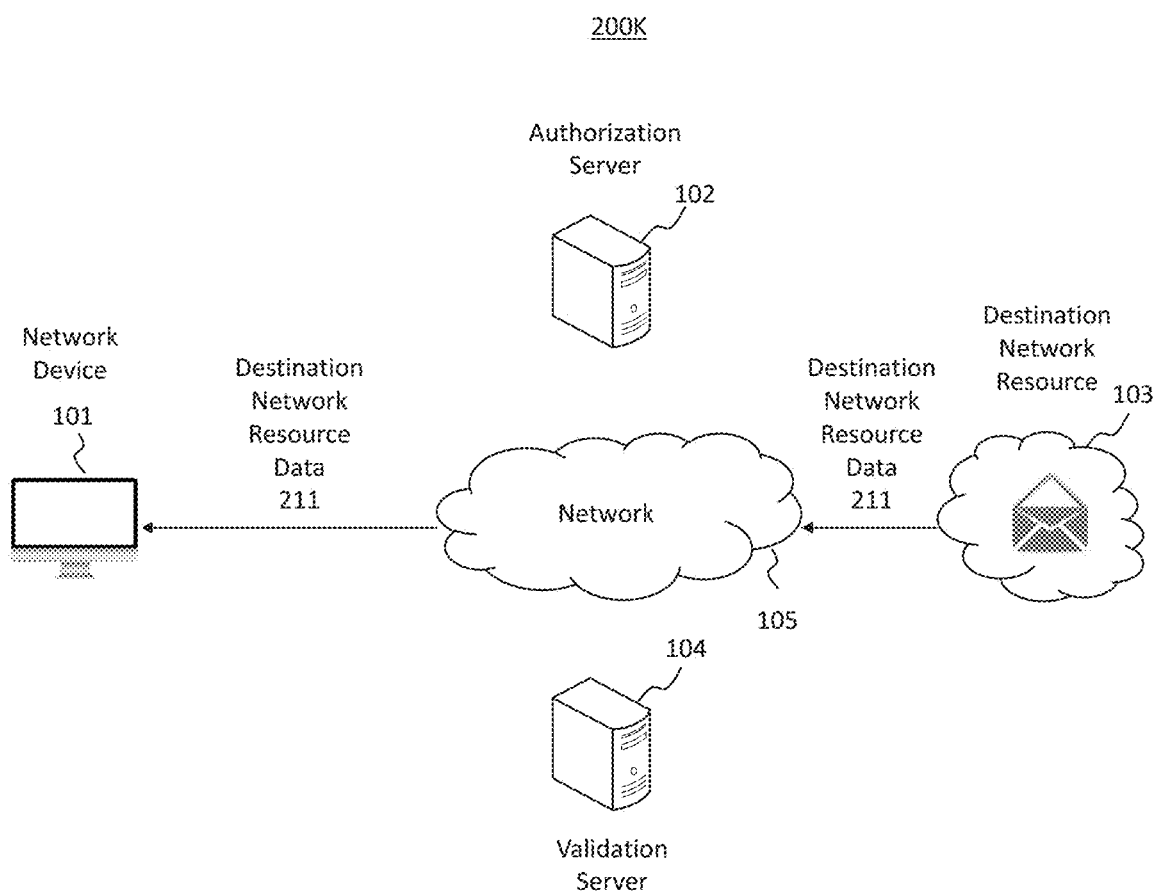 200K
Authorization
Server
102
Network
Device
101
Destination
Network
Resource
Data
211
Network
105
Destination
Network
Resource
Data
211
Destination
Network
Resource
103
104
Validation
Server